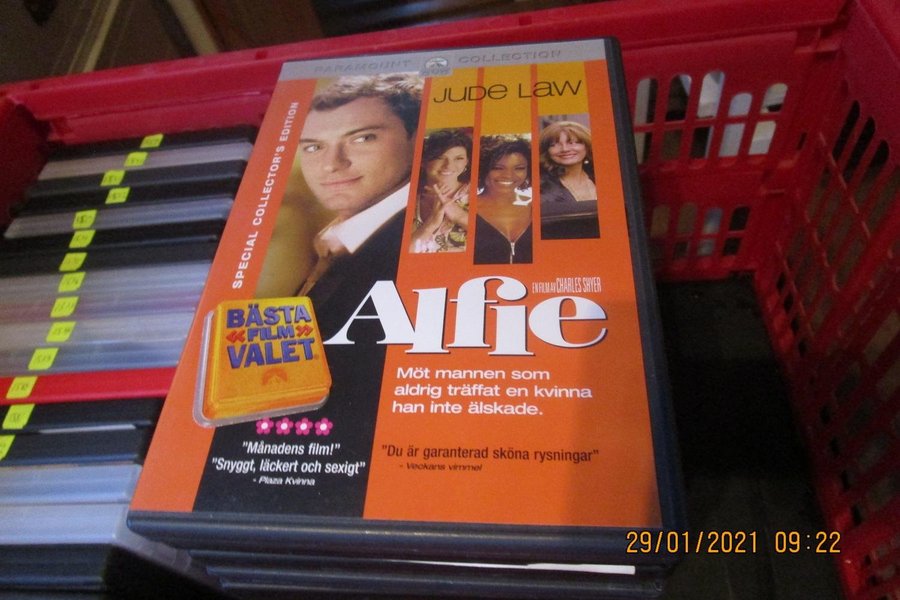 PARAMOUNT COLLECTION
JUDE LAW
SPECIAL COLLECTOR'S EDITION
Alfie
EN FILM AV CHARLES SHYER
BÄSTA
«FILM»
VALET
Möt mannen som
aldrig träffat en kvinna
han inte älskade.
"Månadens film!"
"Snyggt, läckert och sexigt"
- Plaza Kvinna
"Du är garanterad sköna rysningar"
- Veckans vimmel
29/01/2021 09:22